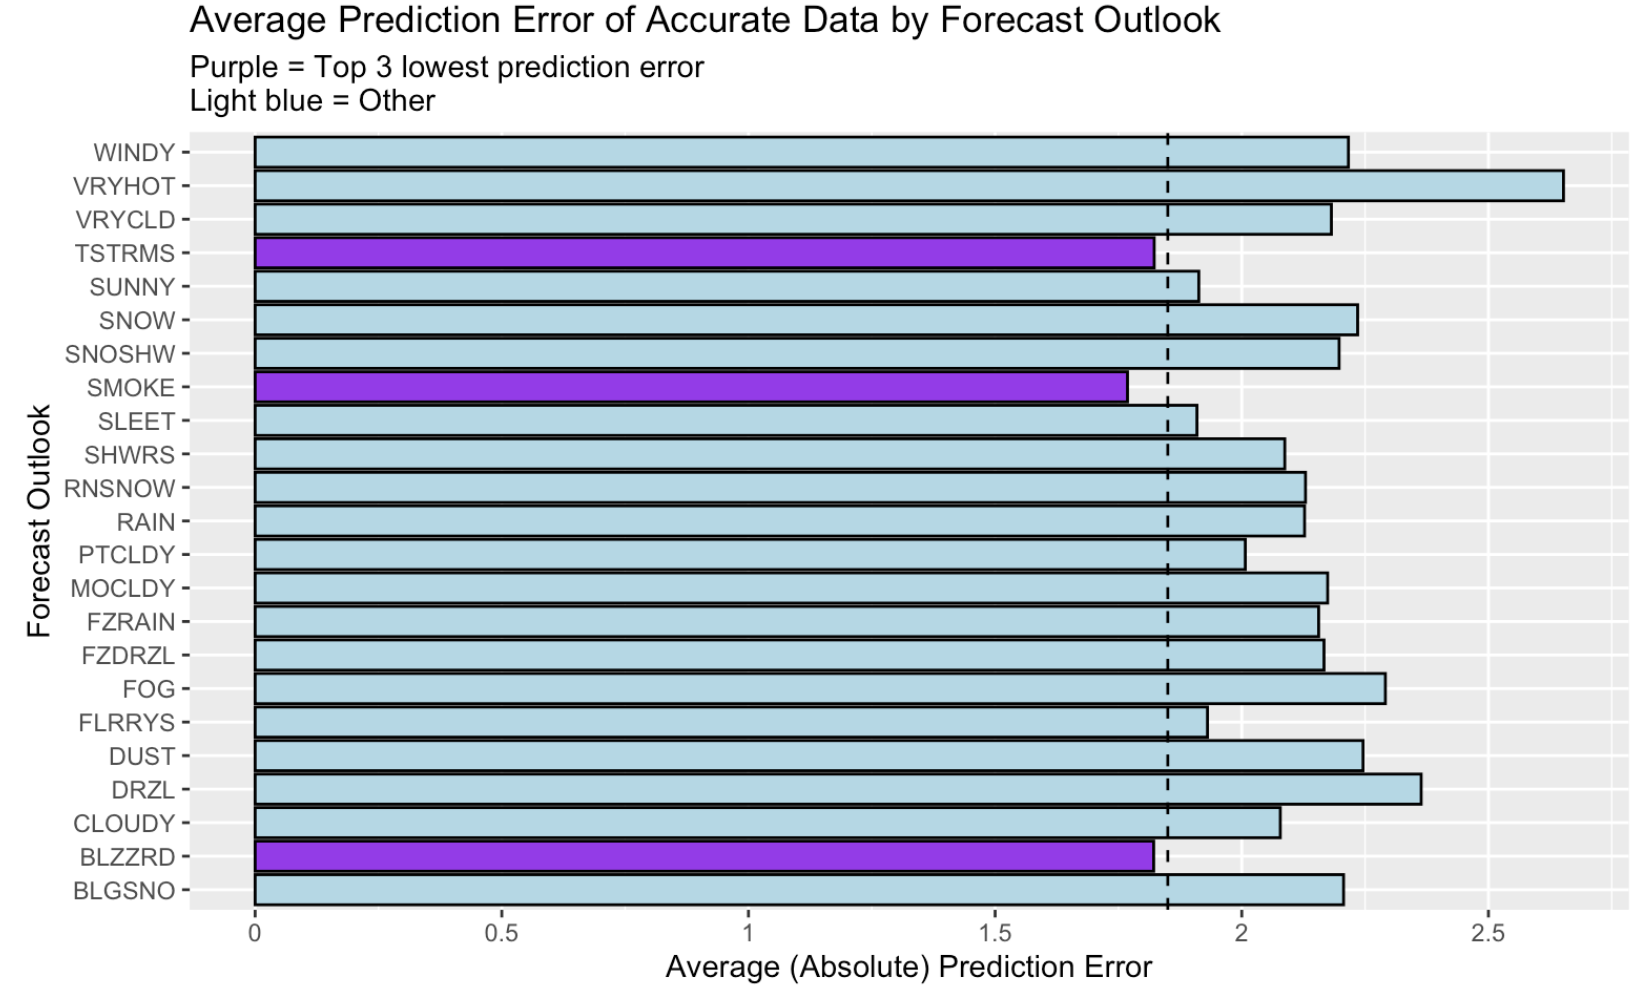 Average Prediction Error of Accurate Data by Forecast Outlook
Purple = Top 3 lowest prediction error
Light blue = Other
WINDY
VRYHOT
VRYCLD
TSTRMS
SUNNY
SNOW
SNOSHW
SMOKE
SLEET
SHWRS
RNSNOW
RAIN
PTCLDY
MOCLDY
FZRAIN
FZDRZL
FOG
FLRRYS
DUST
DRZL
CLOUDY
BLZZRD
BLGSNO
Forecast Outlook
0 0.5 1 1.5 2 2.5
Average (Absolute) Prediction Error